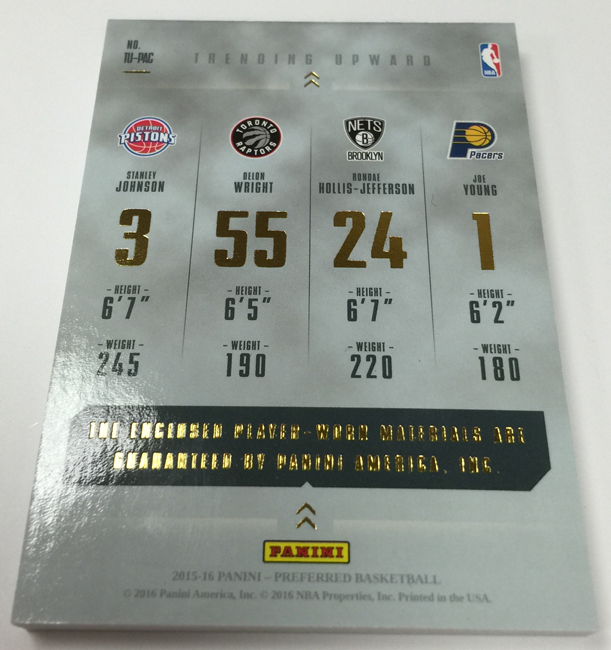 NO.
TU-PAC
TRENDING UPWARD
NBA
DETROIT
PISTONS
TORONTO
RAPTORS
NETS
B
BROOKLYN
Pacers
STANLEY
JOHNSON
DELON
WRIGHT
RONDAE
HOLLIS-JEFFERSON
JOE
YOUNG
3
55
24
1
- HEIGHT -
6'7"
- HEIGHT -
6'5"
- HEIGHT -
6'7"
- HEIGHT -
6'2"
- WEIGHT -
245
- WEIGHT -
190
- WEIGHT -
220
- WEIGHT -
180
THE ENCLOSED PLAYER-WORN MATERIALS ARE
GUARANTEED BY PANINI AMERICA, INC.
PANINI
2015-16 PANINI – PREFERRED BASKETBALL
© 2016 Panini America, Inc. © 2016 NBA Properties, Inc. Printed in the USA.